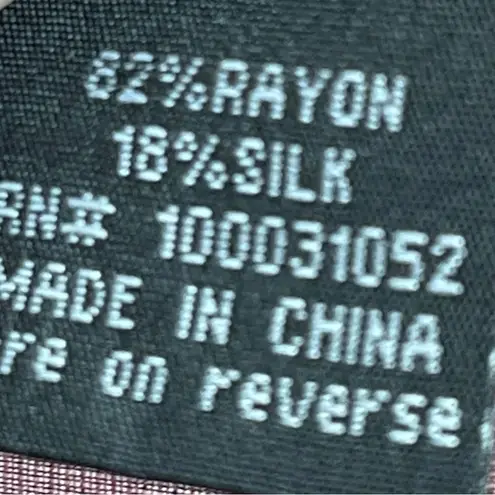 82%RAYON
18%SILK
RN# 100031052
MADE IN CHINA
re on reverse